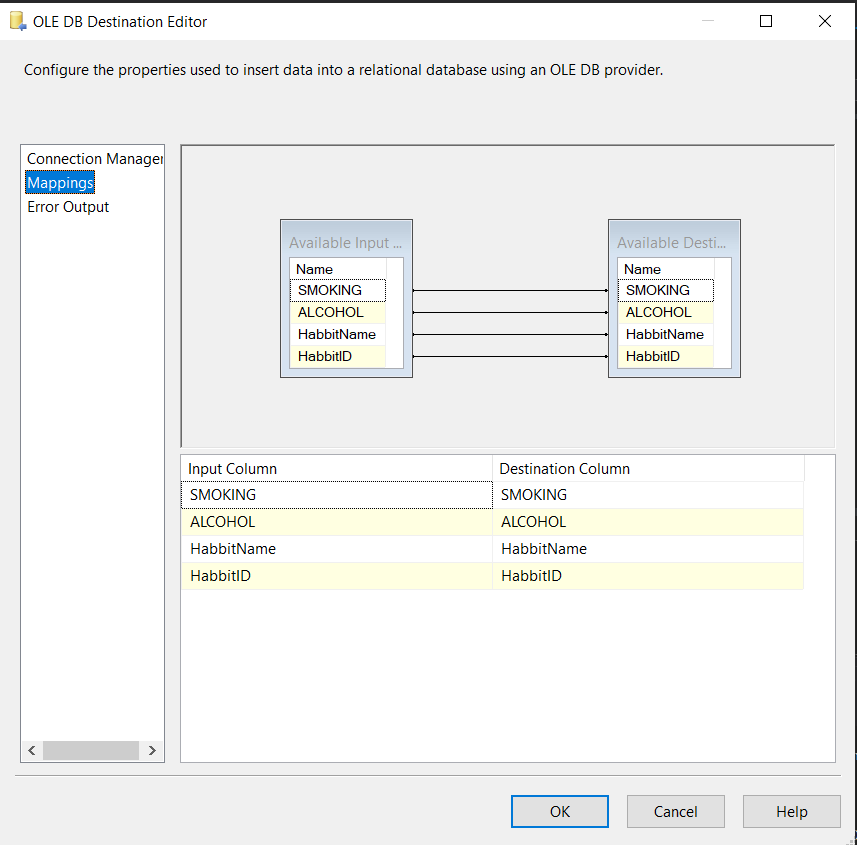 OLE DB Destination Editor
Configure the properties used to insert data into a relational database using an OLE DB provider.
Connection Manager
Mappings
Error Output
Available Input ...
Name
SMOKING
ALCOHOL
HabbitName
HabbitID
Available Desti...
Name
SMOKING
ALCOHOL
HabbitName
HabbitID
Input Column Destination Column
SMOKING SMOKING
ALCOHOL ALCOHOL
HabbitName HabbitName
HabbitID HabbitID
OK Cancel Help